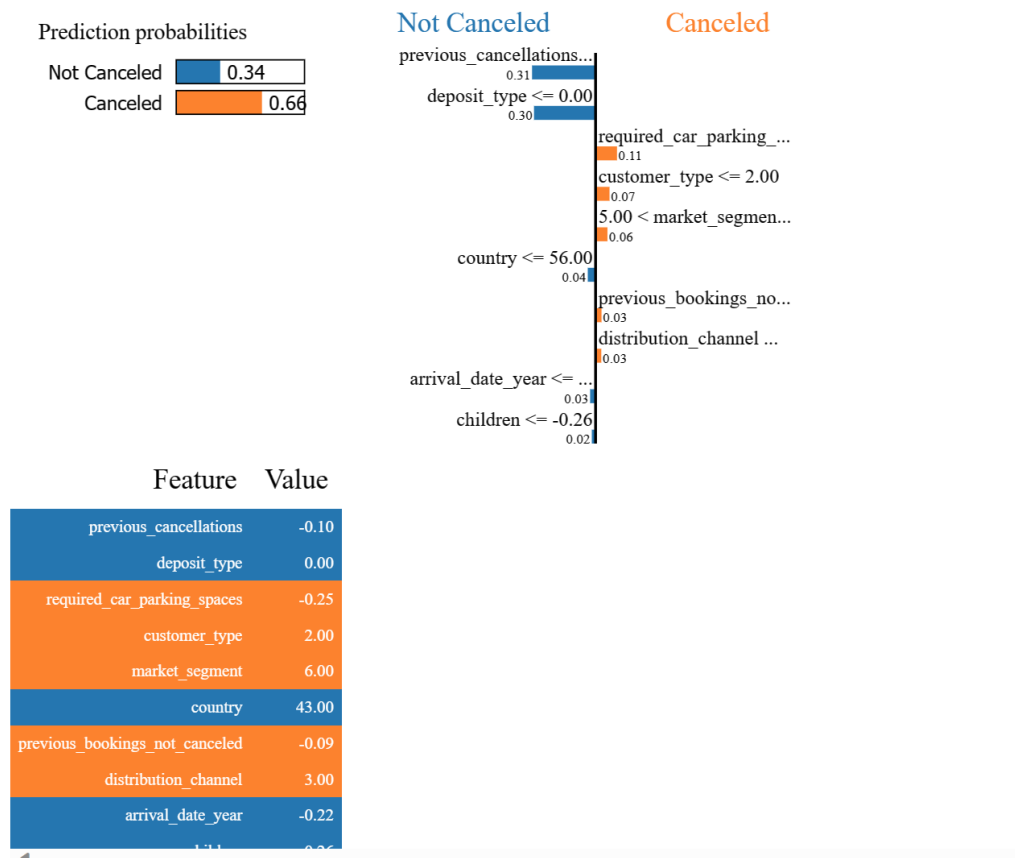 Prediction probabilities
Not Canceled 0.34
Canceled 0.66
Not Canceled Canceled
previous_cancellations...
0.31
deposit_type <= 0.00
0.30
required_car_parking_...
0.11
customer_type <= 2.00
0.07
5.00 < market_segmen...
0.06
country <= 56.00
0.04
previous_bookings_no...
0.03
distribution_channel ...
0.03
arrival_date_year <= ...
0.03
children <= -0.26
0.02
Feature Value
previous_cancellations -0.10
deposit_type 0.00
required_car_parking_spaces -0.25
customer_type 2.00
market_segment 6.00
country 43.00
previous_bookings_not_canceled -0.09
distribution_channel 3.00
arrival_date_year -0.22